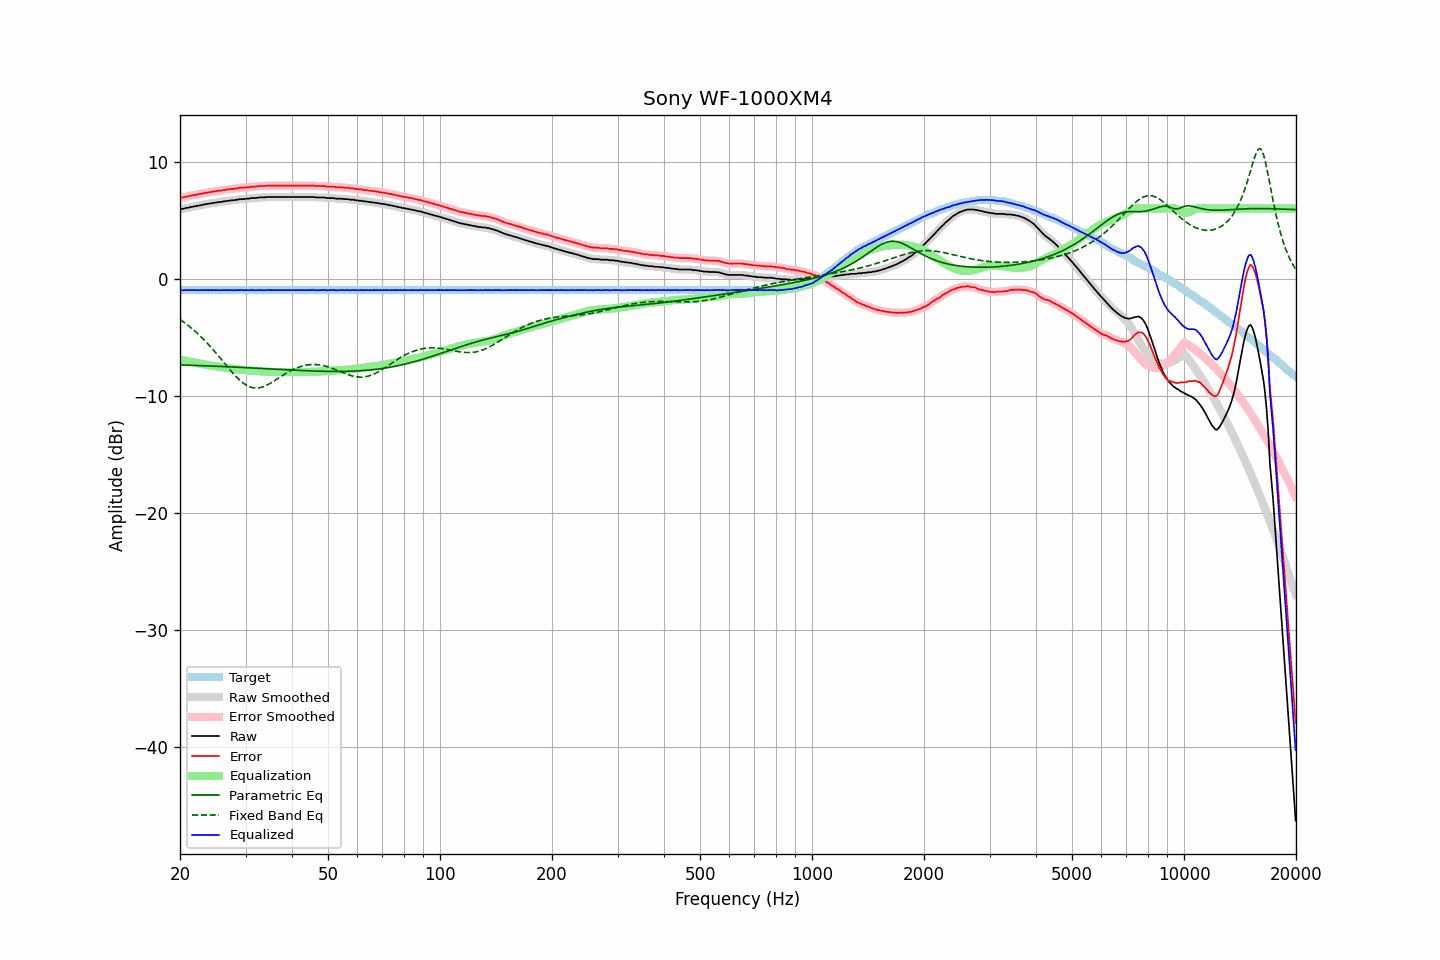 Sony WF-1000XM4
Amplitude (dBr)
10
0
−10
−20
−30
−40
Target
Raw Smoothed
Error Smoothed
Raw
Error
Equalization
Parametric Eq
Fixed Band Eq
Equalized
20 50 100 200 500 1000 2000 5000 10000 20000
Frequency (Hz)